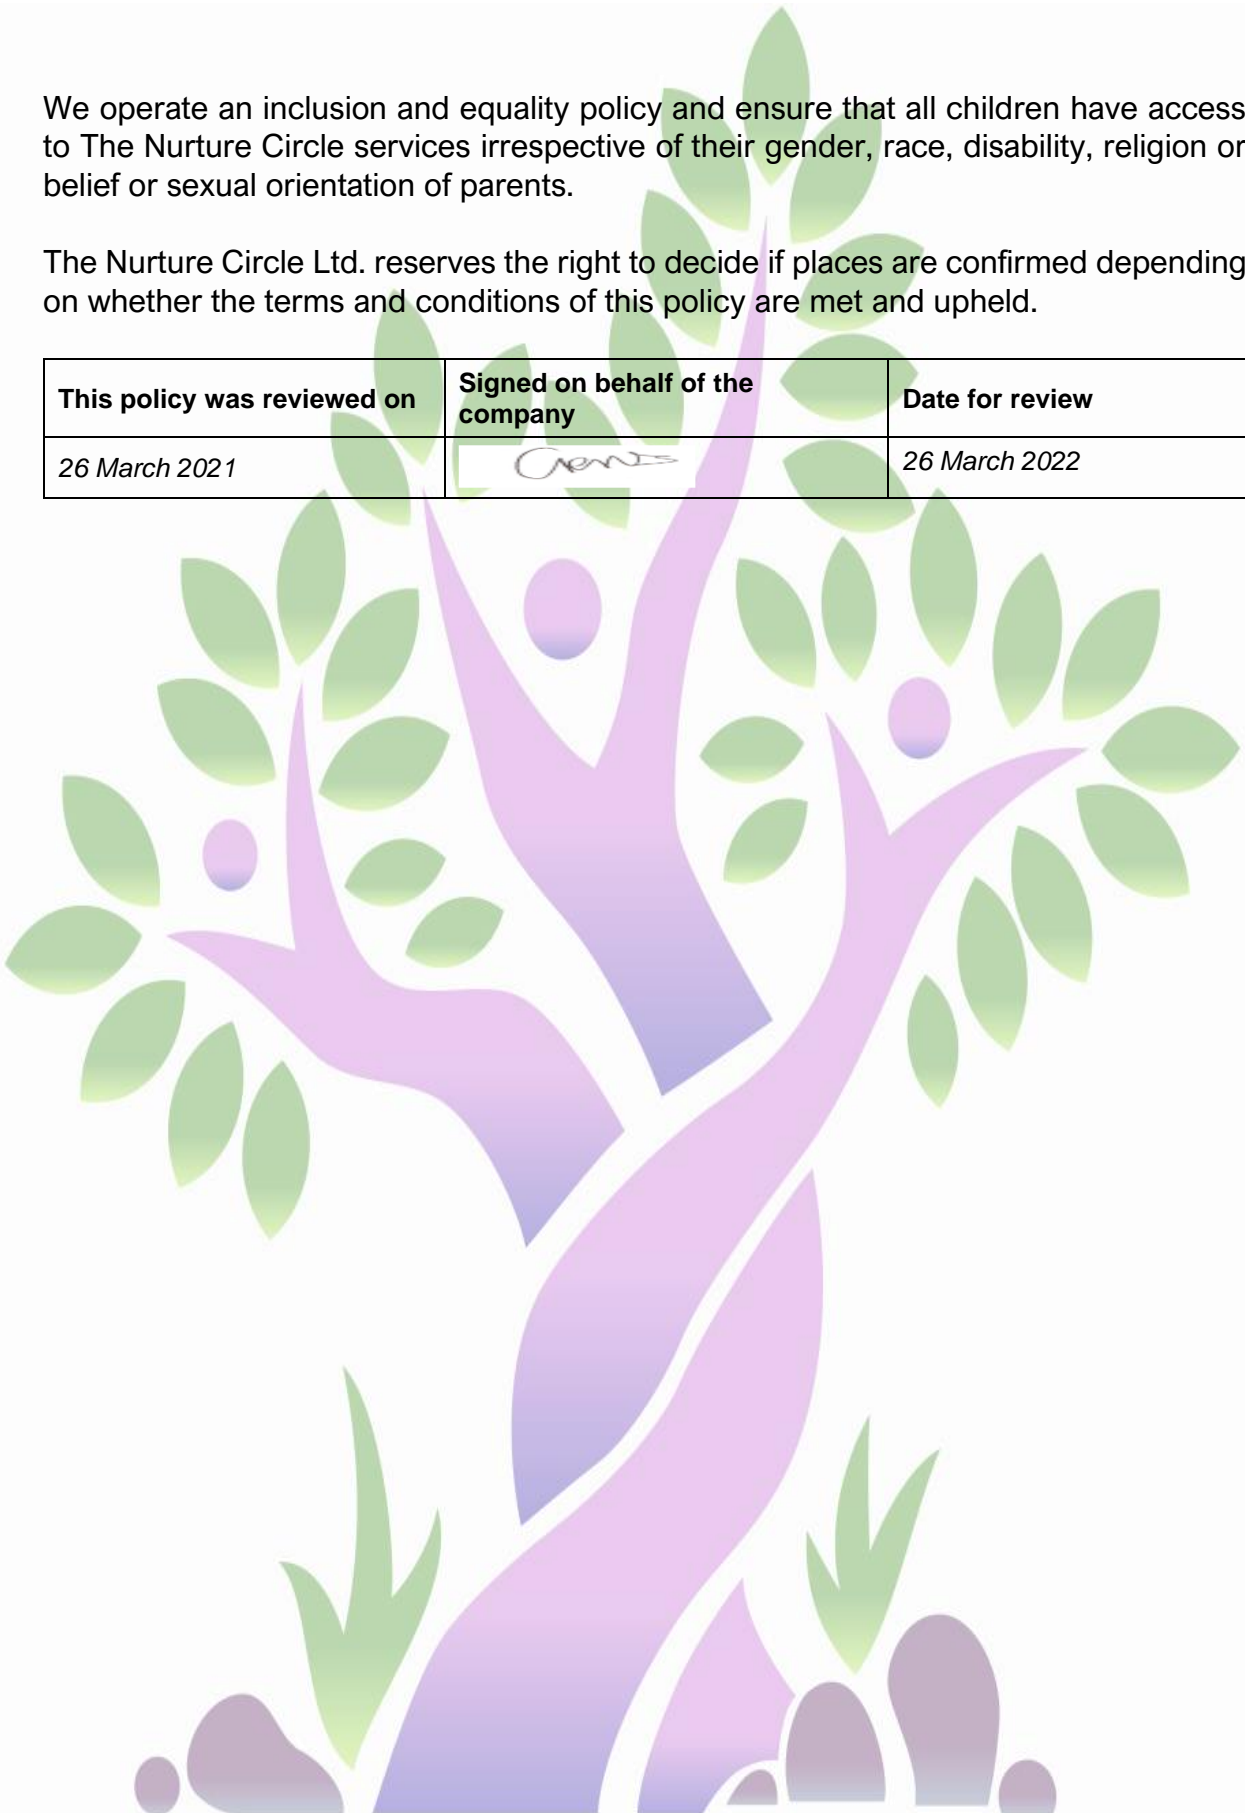 We operate an inclusion and equality policy and ensure that all children have access
to The Nurture Circle services irrespective of their gender, race, disability, religion or
belief or sexual orientation of parents.
The Nurture Circle Ltd. reserves the right to decide if places are confirmed depending
on whether the terms and conditions of this policy are met and upheld.
This policy was reviewed on
Signed on behalf of the
company
Date for review
26 March 2021
26 March 2022